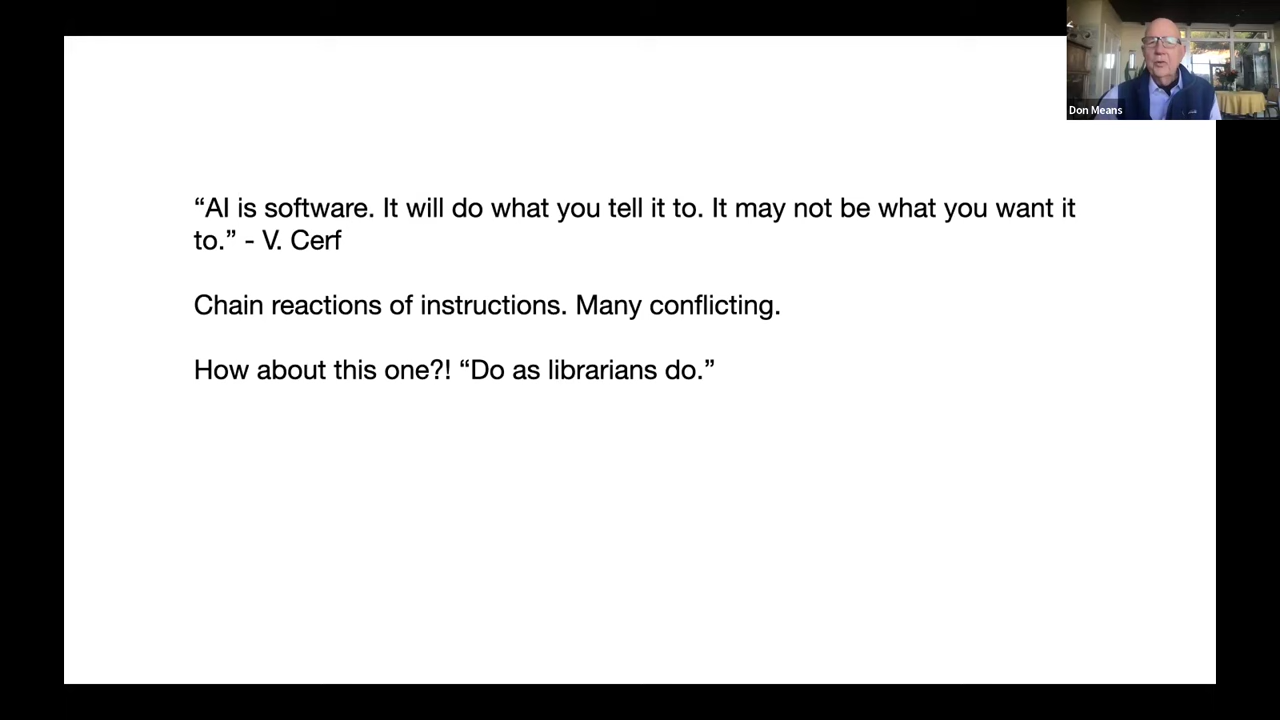 “AI is software. It will do what you tell it to. It may not be what you want it
to.” - V. Cerf
Chain reactions of instructions. Many conflicting.
How about this one?! “Do as librarians do.”
Don Means